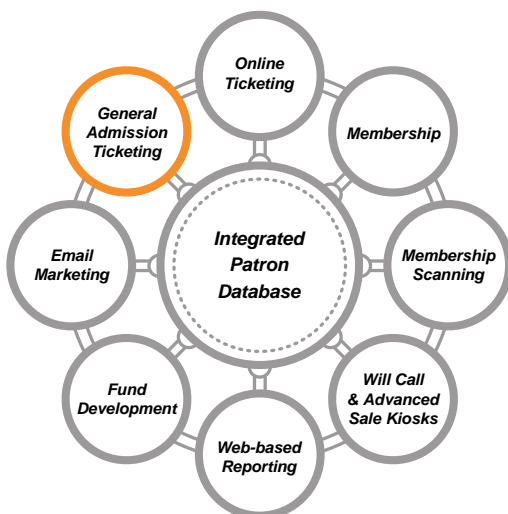 Online
Ticketing
General
Admission
Ticketing
Membership
Integrated
Patron
Database
Email
Marketing
Membership
Scanning
Fund
Development
Will Call
& Advanced
Sale Kiosks
Web-based
Reporting